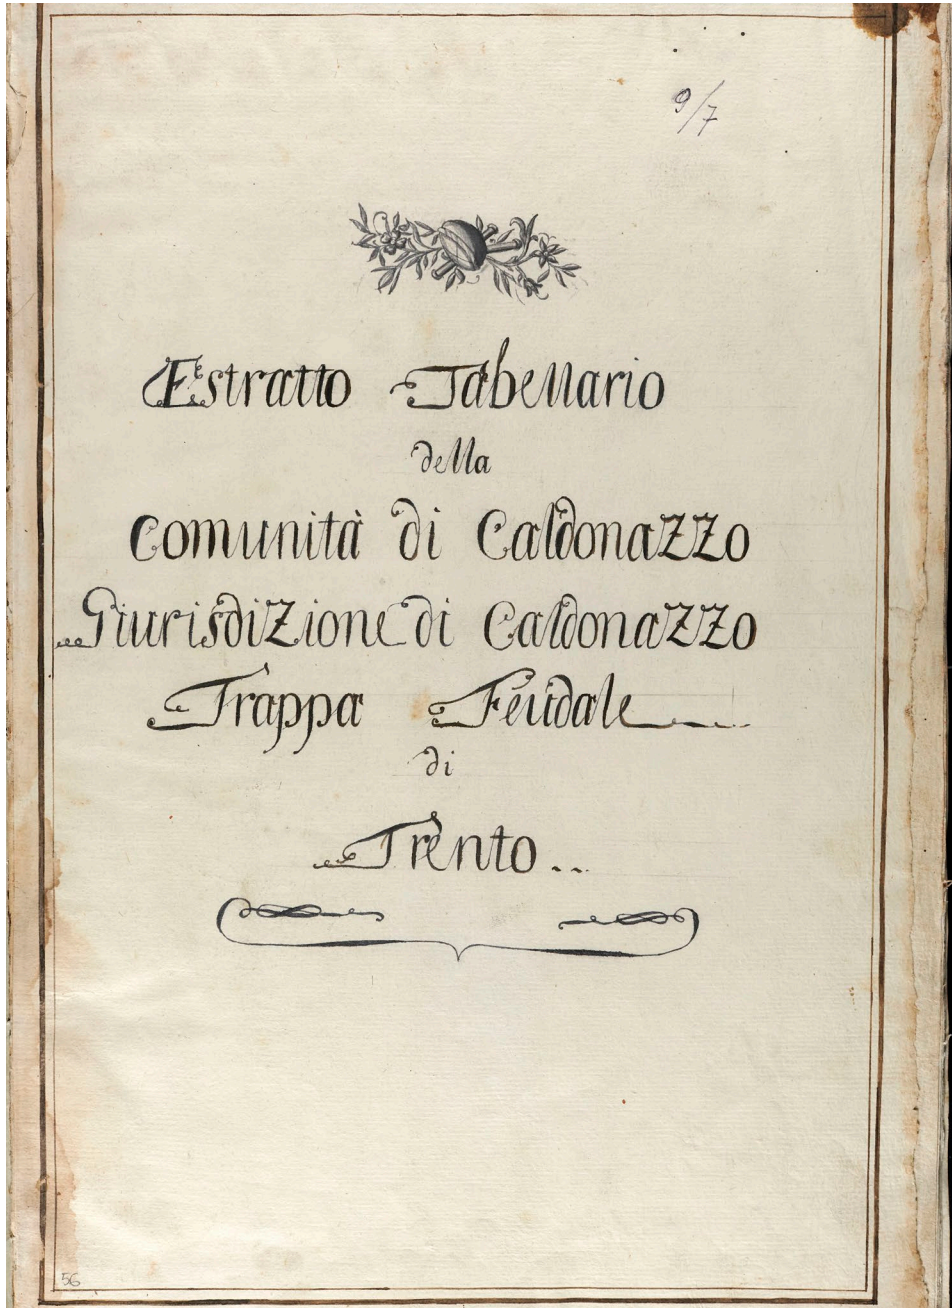 9/7
Estratto Tabellario
della
Comunità di Caldonazzo
Giurisdizione di Caldonazzo
Trappa Feudale
di
Trento..
56